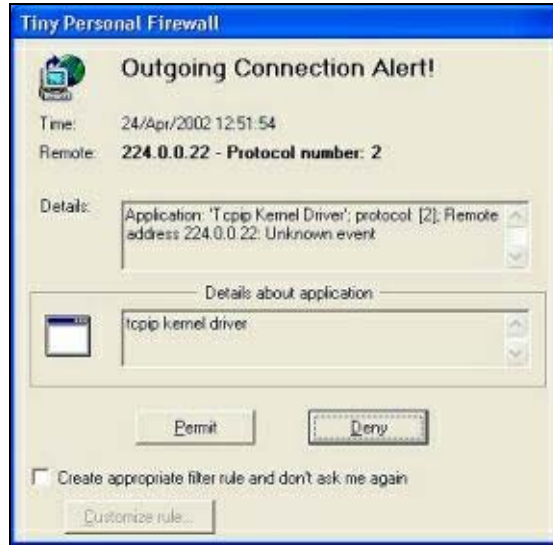 Tiny Personal Firewall
Outgoing Connection Alert!
Time: 24/Apr/2002 12:51:54
Remote: 224.0.0.22 - Protocol number: 2
Details: Application: 'Tcpip Kernel Driver'; protocol: [2]; Remote
address 224.0.0.22: Unknown event
Details about application
tcpip kernel driver
Permit Deny
Create appropriate filter rule and don't ask me again
Customize rule...